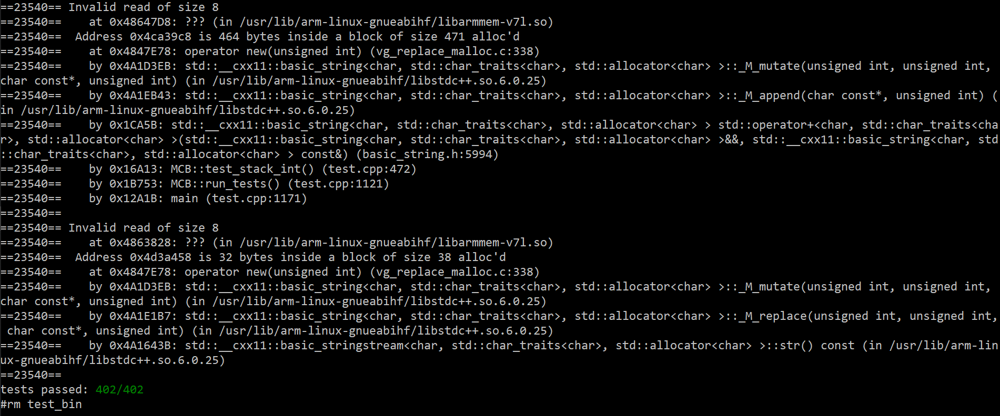 ==23540== Invalid read of size 8
==23540==    at 0x48647D8: ??? (in /usr/lib/arm-linux-gnueabihf/libarmmem-v7l.so)
==23540==  Address 0x4ca39c8 is 464 bytes inside a block of size 471 alloc'd
==23540==    at 0x4847E78: operator new(unsigned int) (vg_replace_malloc.c:338)
==23540==    by 0x4A1D3EB: std::__cxx11::basic_string<char, std::char_traits<char>, std::allocator<char> >::_M_mutate(unsigned int, unsigned int,
char const*, unsigned int) (in /usr/lib/arm-linux-gnueabihf/libstdc++.so.6.0.25)
==23540==    by 0x4A1EB43: std::__cxx11::basic_string<char, std::char_traits<char>, std::allocator<char> >::_M_append(char const*, unsigned int) (
in /usr/lib/arm-linux-gnueabihf/libstdc++.so.6.0.25)
==23540==    by 0x1CA5B: std::__cxx11::basic_string<char, std::char_traits<char>, std::allocator<char> > std::operator+<char, std::char_traits<cha
r>, std::allocator<char> >(std::__cxx11::basic_string<char, std::char_traits<char>, std::allocator<char> >&&, std::__cxx11::basic_string<char, std
::char_traits<char>, std::allocator<char> > const&) (basic_string.h:5994)
==23540==    by 0x16A13: MCB::test_stack_int() (test.cpp:472)
==23540==    by 0x1B753: MCB::run_tests() (test.cpp:1121)
==23540==    by 0x12A1B: main (test.cpp:1171)
==23540==
==23540== Invalid read of size 8
==23540==    at 0x4863828: ??? (in /usr/lib/arm-linux-gnueabihf/libarmmem-v7l.so)
==23540==  Address 0x4d3a458 is 32 bytes inside a block of size 38 alloc'd
==23540==    at 0x4847E78: operator new(unsigned int) (vg_replace_malloc.c:338)
==23540==    by 0x4A1D3EB: std::__cxx11::basic_string<char, std::char_traits<char>, std::allocator<char> >::_M_mutate(unsigned int, unsigned int,
char const*, unsigned int) (in /usr/lib/arm-linux-gnueabihf/libstdc++.so.6.0.25)
==23540==    by 0x4A1E1B7: std::__cxx11::basic_string<char, std::char_traits<char>, std::allocator<char> >::_M_replace(unsigned int, unsigned int,
 char const*, unsigned int) (in /usr/lib/arm-linux-gnueabihf/libstdc++.so.6.0.25)
==23540==    by 0x4A1643B: std::__cxx11::basic_stringstream<char, std::char_traits<char>, std::allocator<char> >::str() const (in /usr/lib/arm-lin
ux-gnueabihf/libstdc++.so.6.0.25)
==23540==
tests passed: 402/402
#rm test_bin